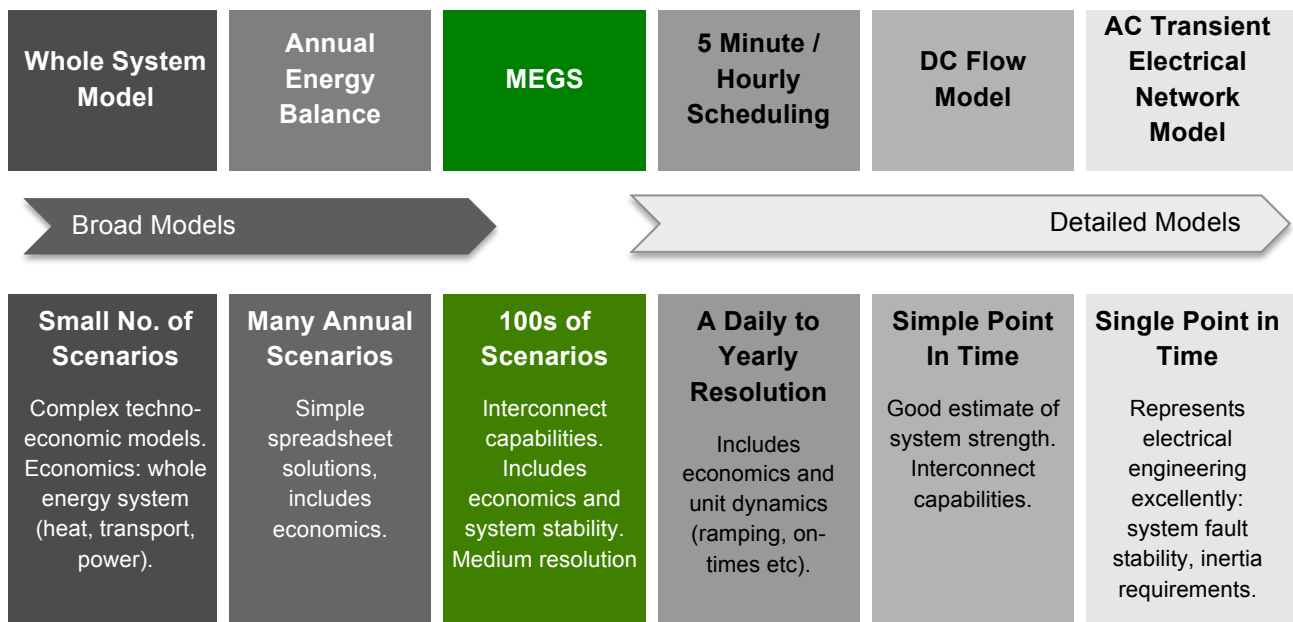 Whole System
Model
Annual
Energy
Balance
MEGS
5 Minute /
Hourly
Scheduling
DC Flow
Model
AC Transient
Electrical
Network
Model
Broad Models
Detailed Models
Small No. of
Scenarios
Complex techno-
economic models.
Economics: whole
energy system
(heat, transport,
power).
Many Annual
Scenarios
Simple
spreadsheet
solutions,
includes
economics.
100s of
Scenarios
Interconnect
capabilities.
Includes
economics and
system stability.
Medium resolution
A Daily to
Yearly
Resolution
Includes
economics and
unit dynamics
(ramping, on-
times etc).
Simple Point
In Time
Good estimate of
system strength.
Interconnect
capabilities.
Single Point in
Time
Represents
electrical
engineering
excellently:
system fault
stability, inertia
requirements.